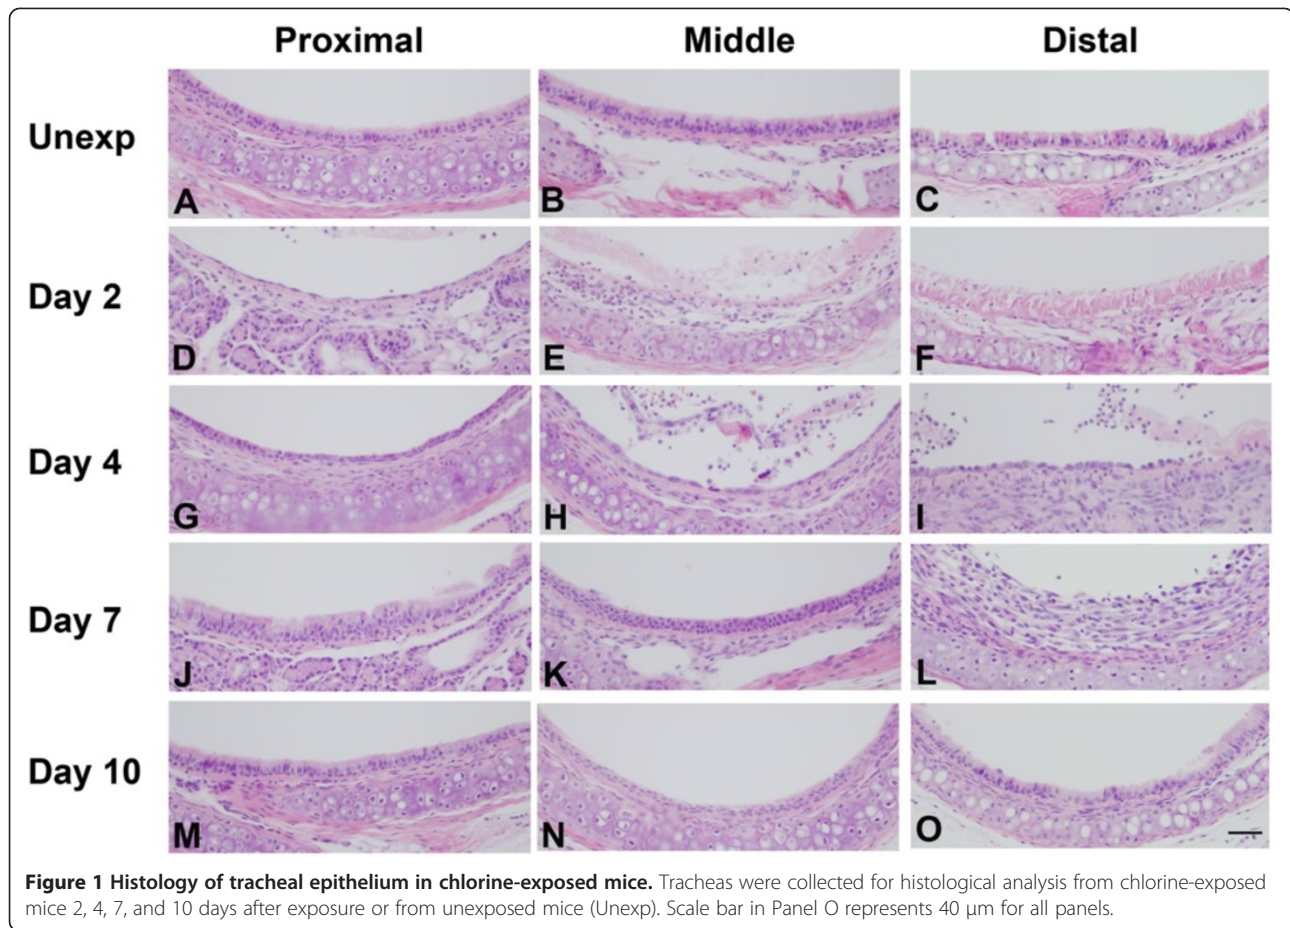 Proximal Middle Distal
Unexp
A B C
Day 2
D E F
Day 4
G H I
Day 7
J K L
Day 10
M N O
Figure 1 Histology of tracheal epithelium in chlorine-exposed mice. Tracheas were collected for histological analysis from chlorine-exposed
mice 2, 4, 7, and 10 days after exposure or from unexposed mice (Unexp). Scale bar in Panel O represents 40 μm for all panels.